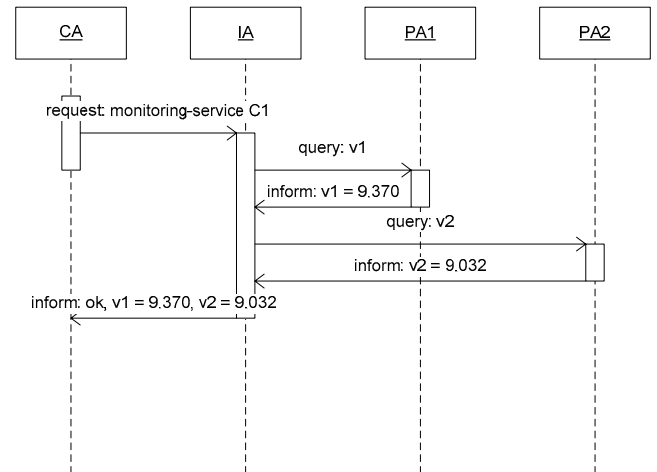 CA
IA
PA1
PA2
request: monitoring-service C1
query: v1
inform: v1 = 9.370
query: v2
inform: v2 = 9.032
inform: ok, v1 = 9.370, v2 = 9.032